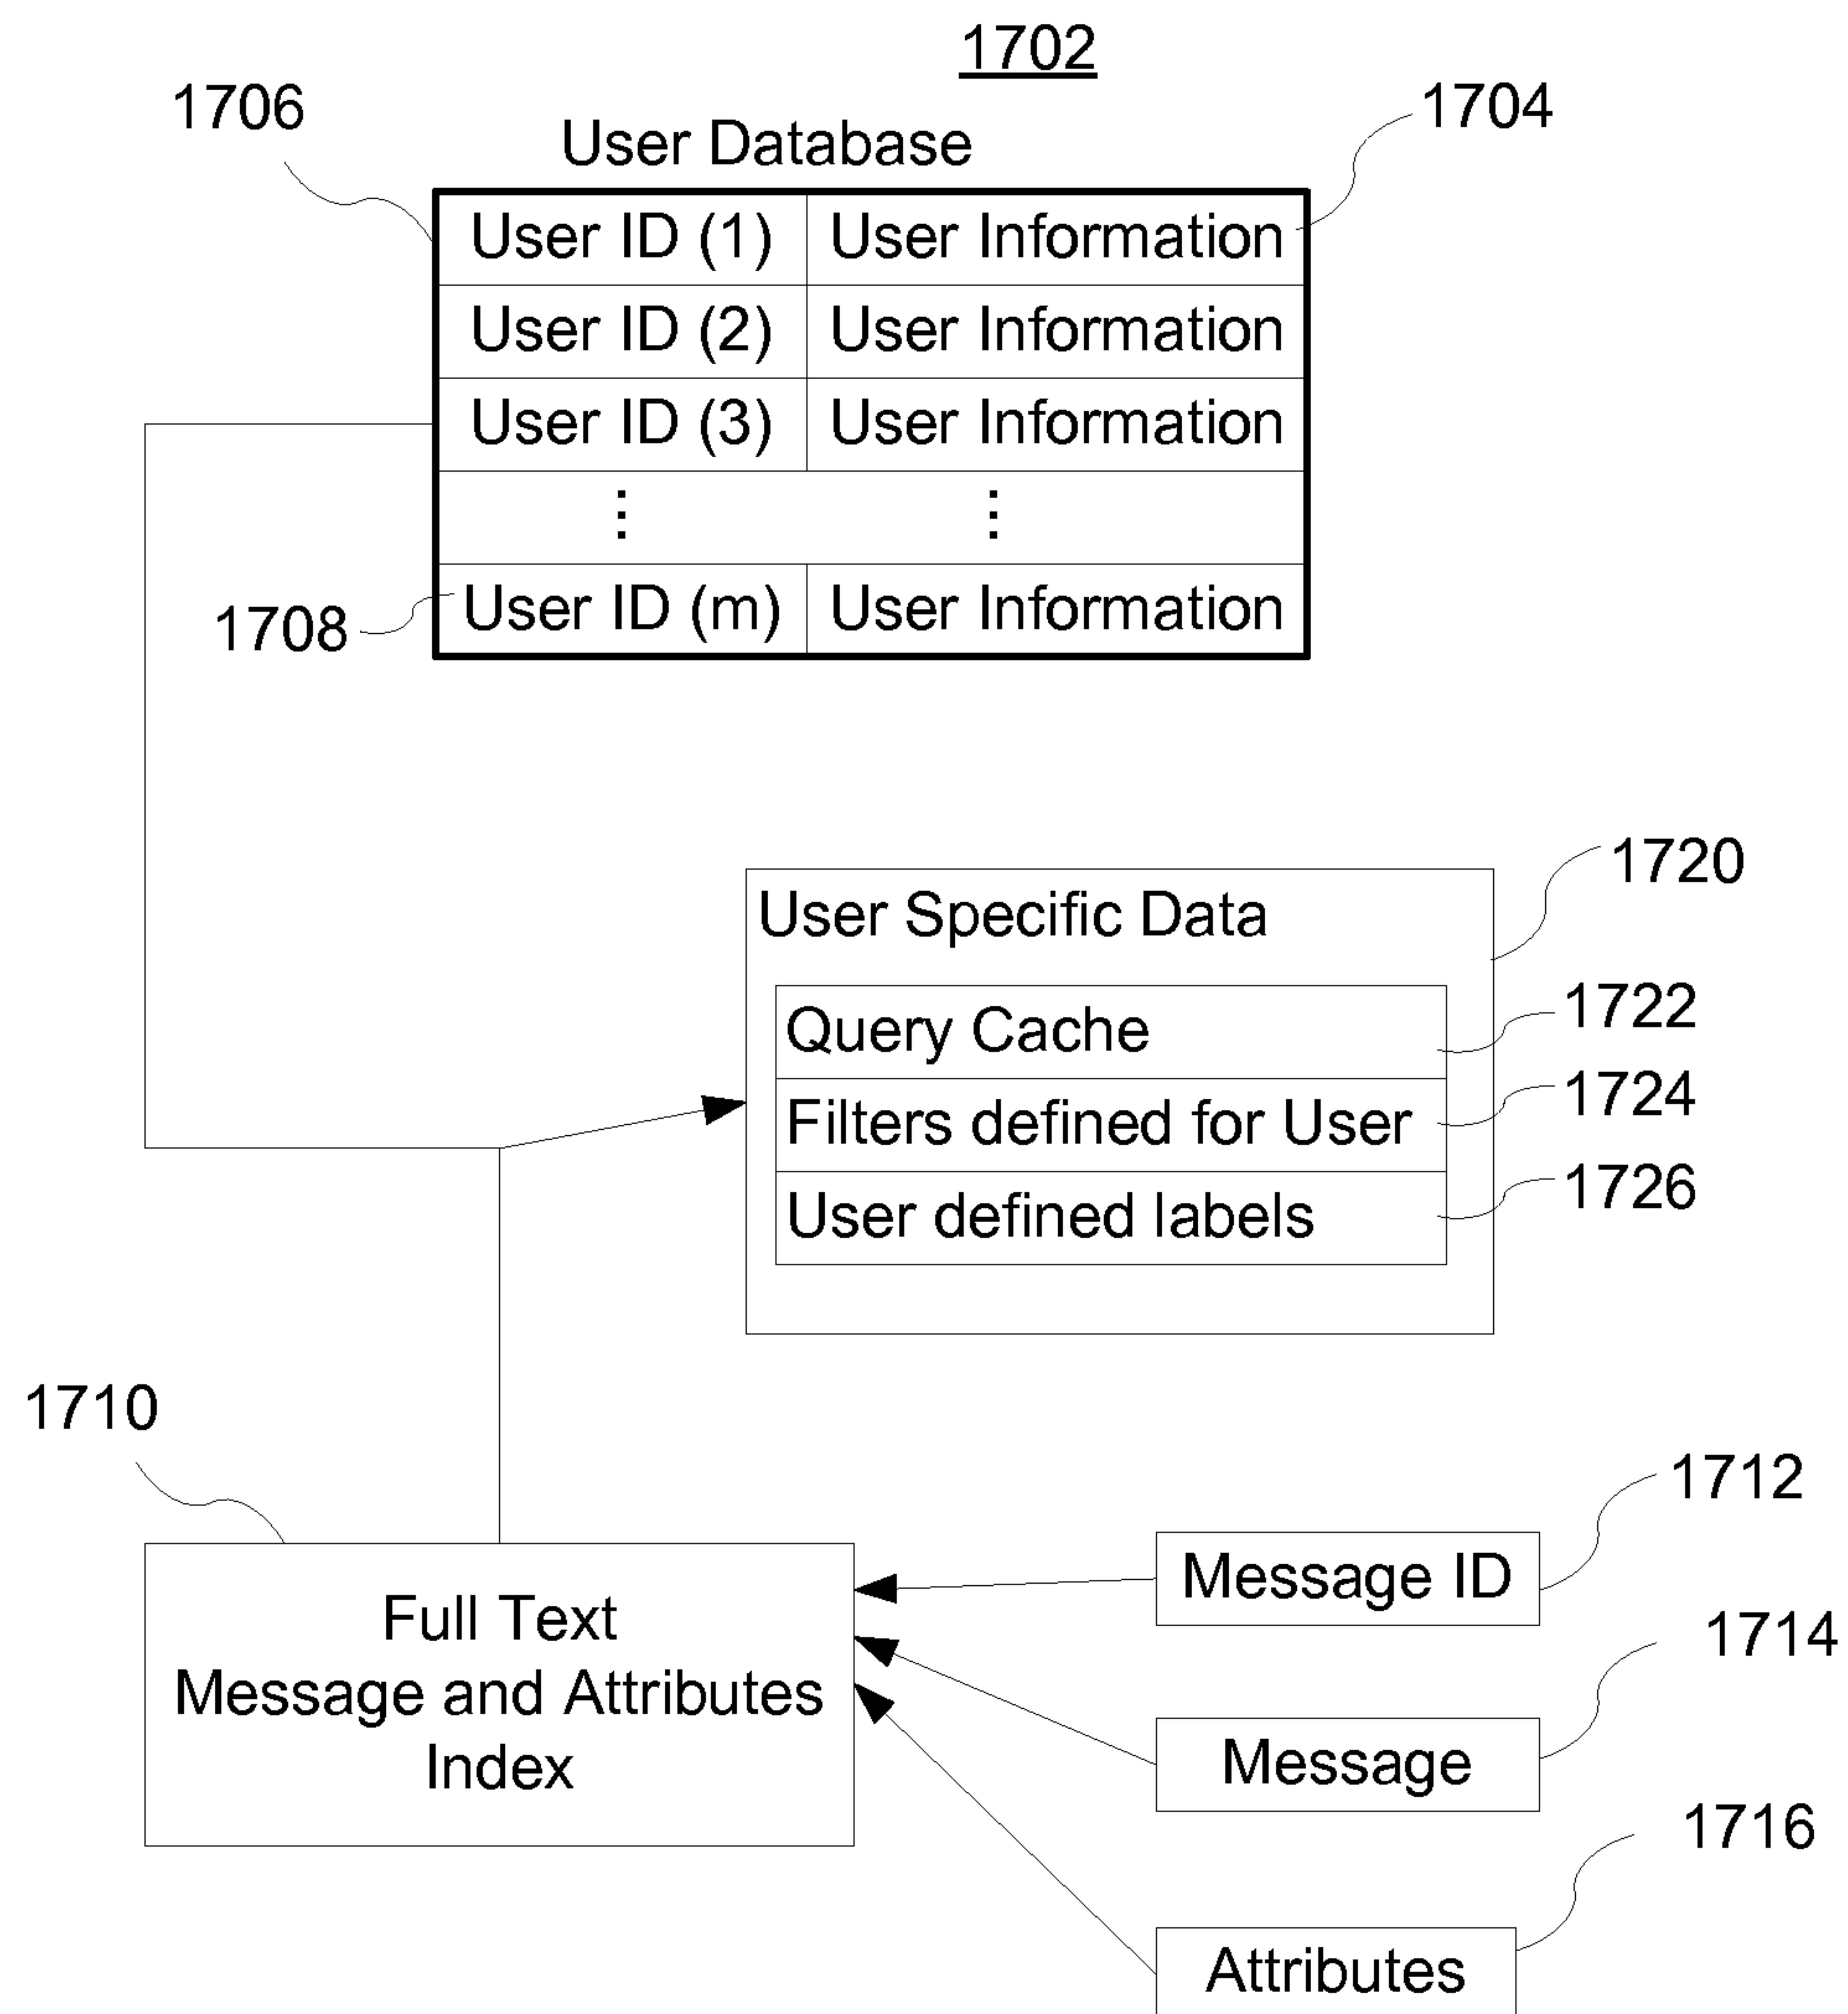 1702
1706
1704
User Database
User ID (1) User Information
User ID (2) User Information
User ID (3) User Information
⋮ ⋮
1708
User ID (m) User Information
1720
User Specific Data
Query Cache
1722
Filters defined for User
1724
User defined labels
1726
1710
1712
Message ID
Full Text
Message and Attributes
Index
1714
Message
1716
Attributes